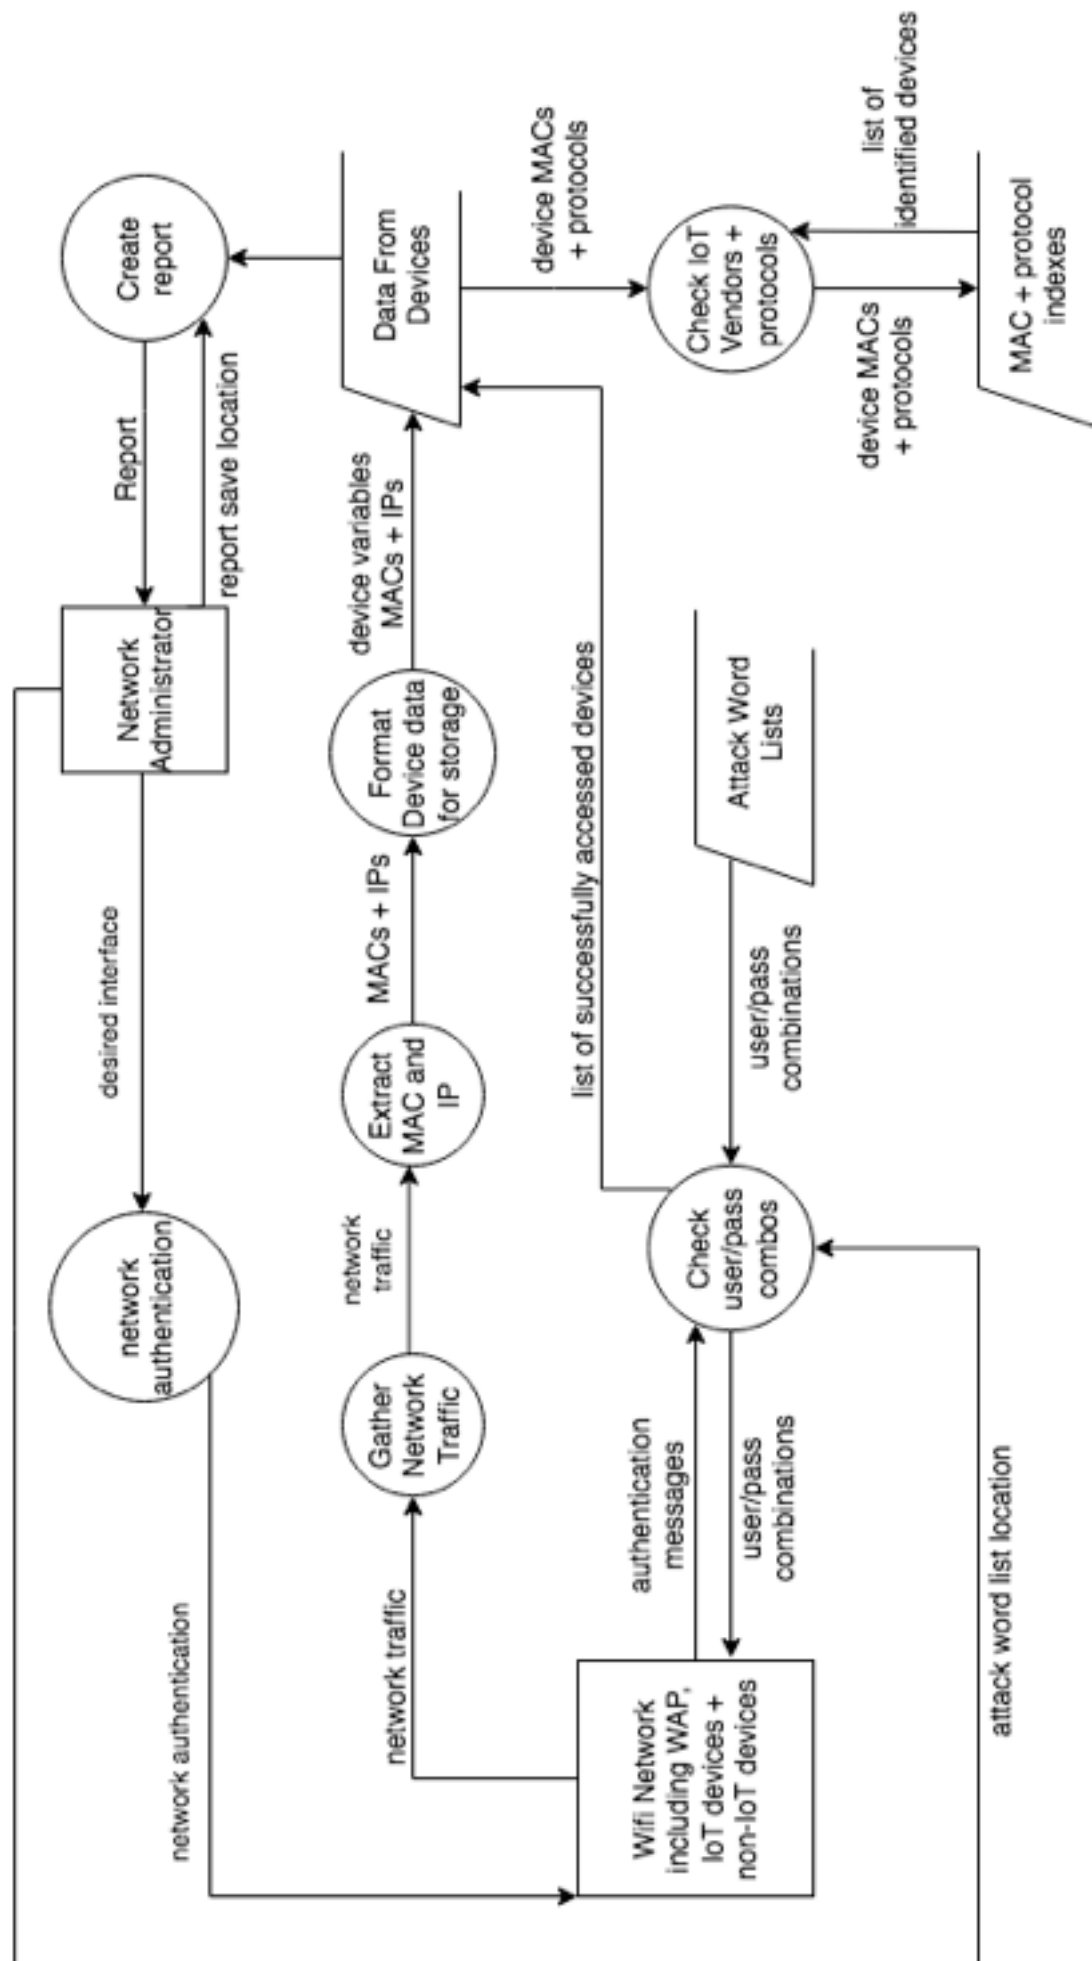 network authentication
network
authentication
desired interface
Network
Administrator
Report
report save location
Create
report
network traffic
Gather
Network
Traffic
network
traffic
Extract
MAC and
IP
MACs + IPs
Format
Device data
for storage
device variables
MACs + IPs
Data From
Devices
list of successfully accessed devices
device MACs
+ protocols
Wifi Network
including WAP,
IoT devices +
non-IoT devices
authentication
messages
user/pass
combinations
Check
user/pass
combos
user/pass
combinations
Attack Word
Lists
Check IoT
Vendors +
protocols
list of
identified devices
device MACs
+ protocols
MAC + protocol
indexes
attack word list location